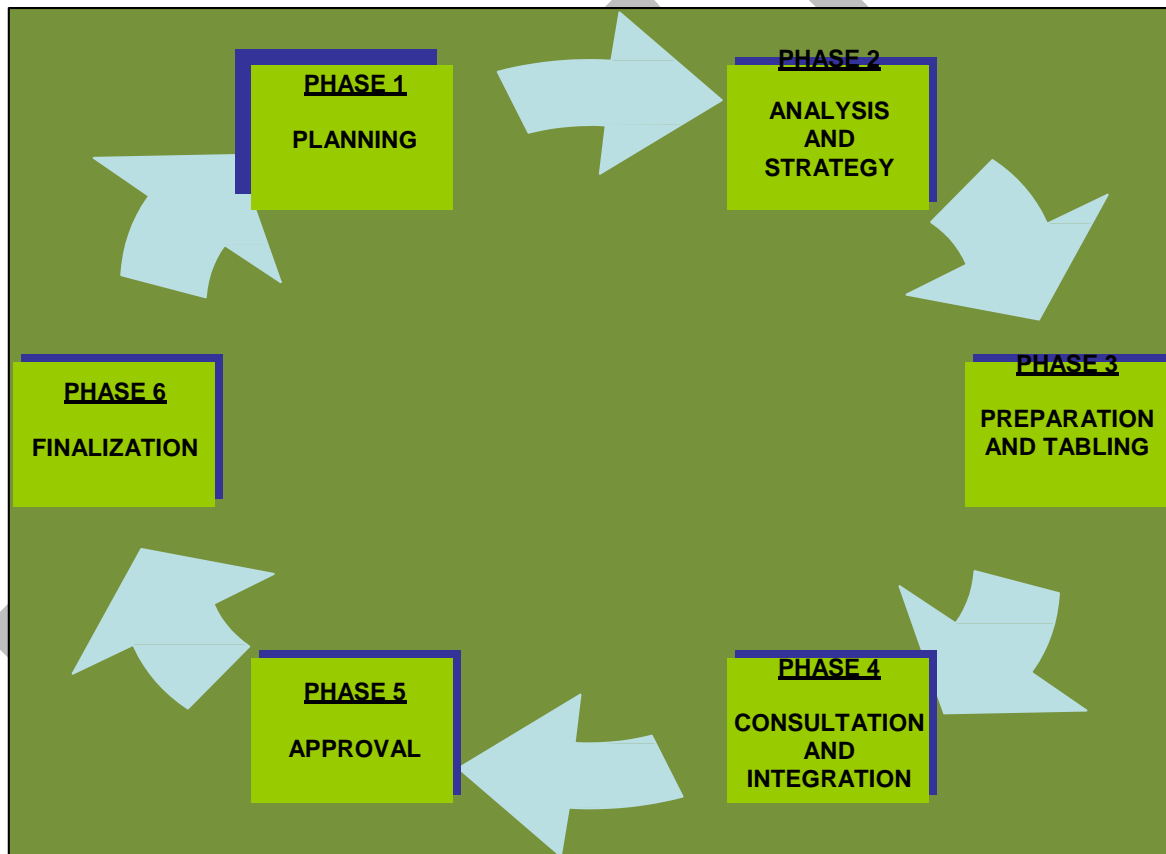 PHASE 1
PLANNING
PHASE 2
ANALYSIS
AND
STRATEGY
PHASE 3
PREPARATION
AND TABLING
PHASE 4
CONSULTATION
AND
INTEGRATION
PHASE 5
APPROVAL
PHASE 6
FINALIZATION